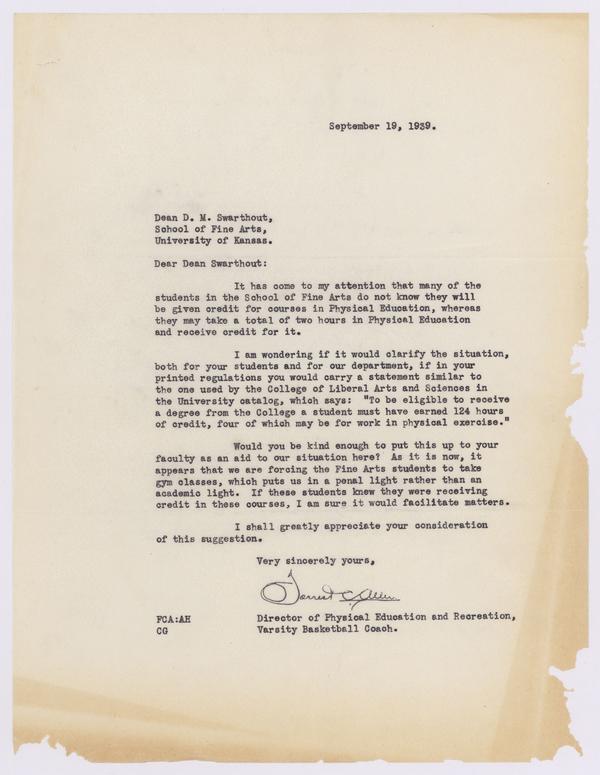 September 19, 1939.
Dean D. M. Swarthout,
School of Fine Arts,
University of Kansas.
Dear Dean Swarthout:
It has come to my attention that many of the
students in the School of Fine Arts do not know they will
be given credit for courses in Physical Education, whereas
they may take a total of two hours in Physical Education
and receive credit for it.
I am wondering if it would clarify the situation,
both for your students and for our department, if in your
printed regulations you would carry a statement similar to
the one used by the College of Liberal Arts and Sciences in
the University catalog, which says: "To be eligible to receive
a degree from the College a student must have earned 124 hours
of credit, four of which may be for work in physical exercise."
Would you be kind enough to put this up to your
faculty as an aid to our situation here? As it is now, it
appears that we are forcing the Fine Arts students to take
gym classes, which puts us in a penal light rather than an
academic light. If these students knew they were receiving
credit in these courses, I am sure it would facilitate matters.
I shall greatly appreciate your consideration
of this suggestion.
Very sincerely yours,
Forrest C. Allen
FCA:AH Director of Physical Education and Recreation,
CG Varsity Basketball Coach.